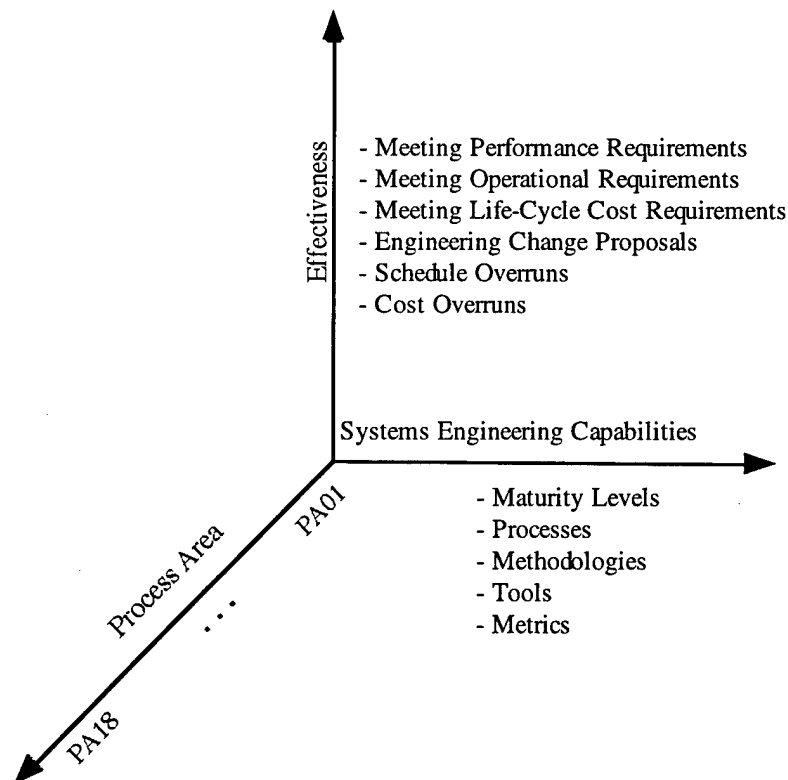 Effectiveness
- Meeting Performance Requirements
- Meeting Operational Requirements
- Meeting Life-Cycle Cost Requirements
- Engineering Change Proposals
- Schedule Overruns
- Cost Overruns
Systems Engineering Capabilities
- Maturity Levels
- Processes
- Methodologies
- Tools
- Metrics
PA01
Process Area
...
PA18